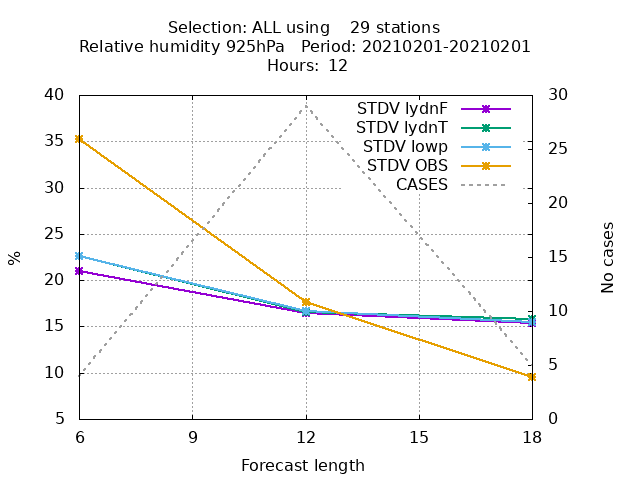 Selection: ALL using    29 stations
Relative humidity 925hPa   Period: 20210201-20210201
Hours:  12
STDV lydnF
STDV lydnT
STDV lowp
STDV OBS
CASES
40
35
30
25
20
15
10
5
%
30
25
20
15
10
5
0
No cases
6 9 12 15 18
Forecast length